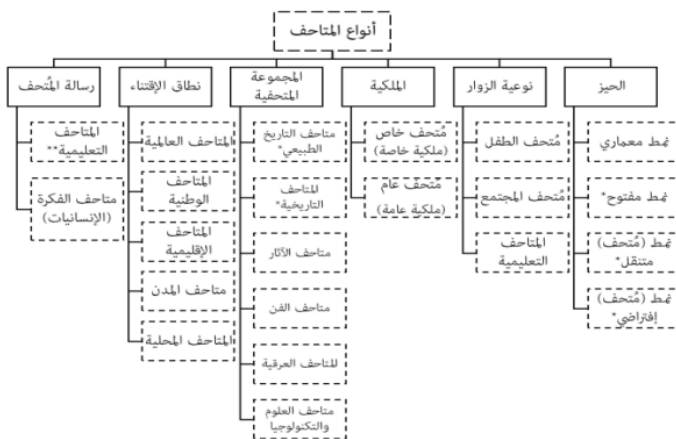 أنواع المتاحف
الحيز
نوعية الزوار
الملكية
المجموعة
المتحفية
نطاق الإقتناء
رسالة المُتحف
نمط معماري
نمط مفتوح*
نمط (مُتحف)
متنقل*
نمط (مُتحف)
إفتراضي*
مُتحف الطفل
مُتحف المجتمع
المتاحف
التعليمية
مُتحف خاص
(ملكية خاصة)
مُتحف عام
(ملكية عامة)
متاحف التاريخ
الطبيعي*
المتاحف
التاريخية*
متاحف الآثار
متاحف الفن
المتاحف العرقية
متاحف العلوم
والتكنولوجيا
المتاحف العالمية
المتاحف
الوطنية
المتاحف
الإقليمية
متاحف المدن
المتاحف المحلية
المتاحف
التعليمية**
متاحف الفكرة
(الإنسانيات)